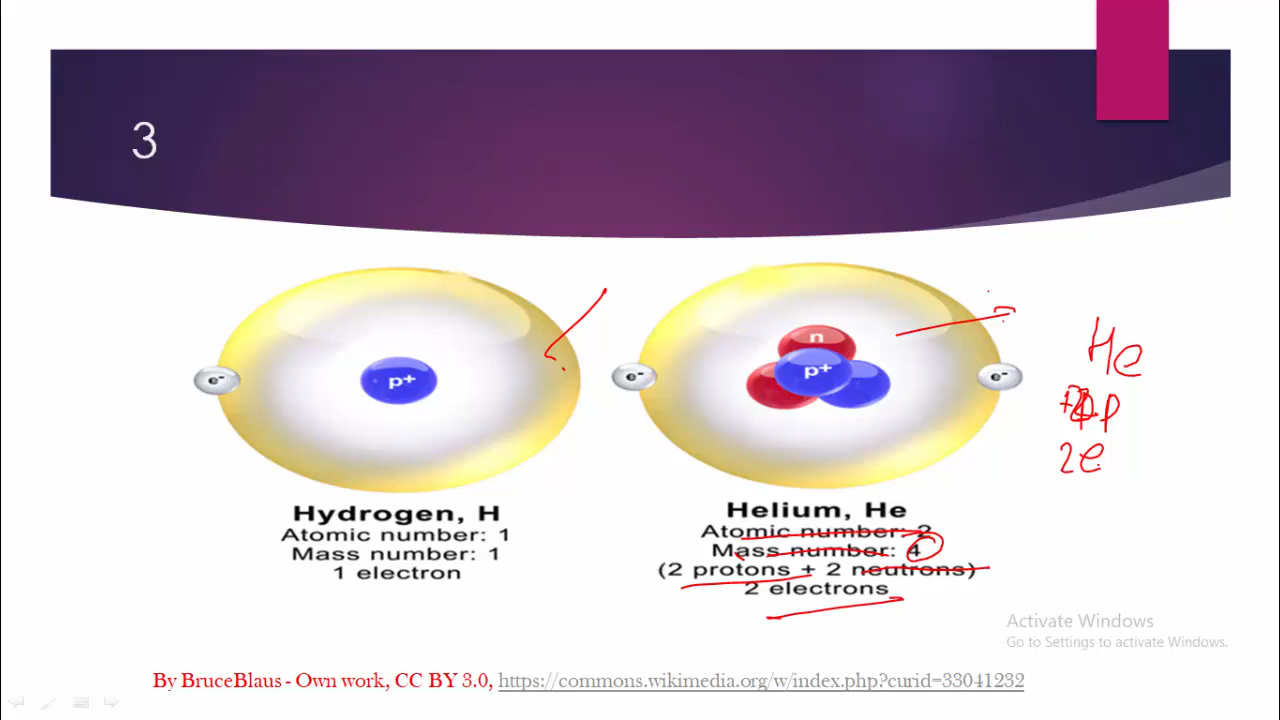 3
n
p+
p+
e-
e-
e-
He
2e
Hydrogen, H
Atomic number: 1
Mass number: 1
1 electron
Helium, He
Atomic number: 2
Mass number: 4
(2 protons + 2 neutrons)
2 electrons
Activate Windows
Go to Settings to activate Windows.
By BruceBlaus - Own work, CC BY 3.0, https://commons.wikimedia.org/w/index.php?curid=33041232